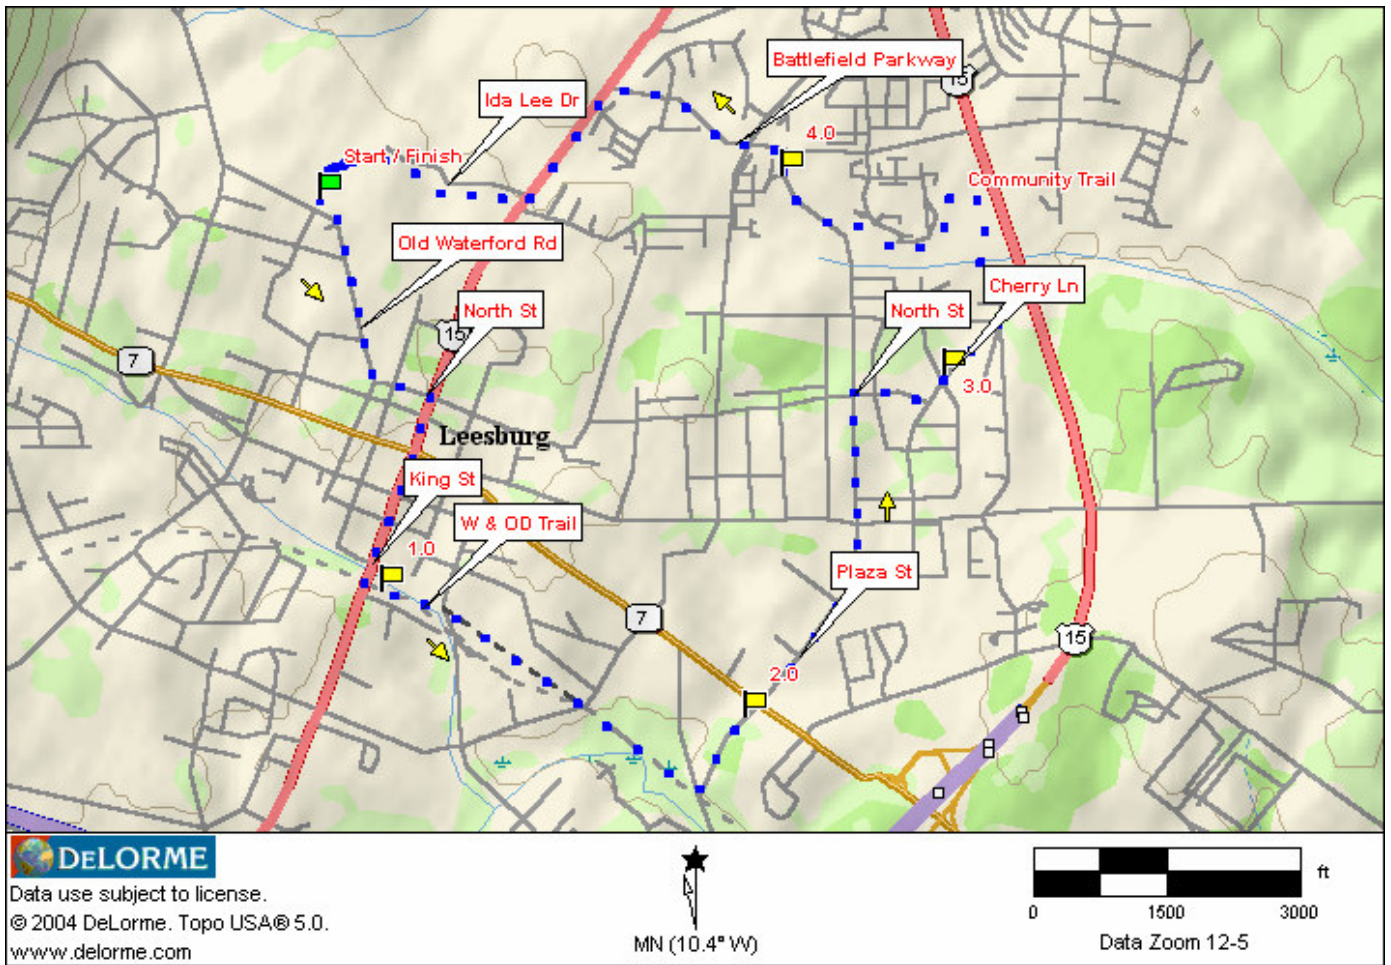 Battlefield Parkway
15
Ida Lee Dr
4.0
Start / Finish
Community Trail
Old Waterford Rd
Cherry Ln
North St
North St
15
7
3.0
Leesburg
King St
W & OD Trail
1.0
Plaza St
7
15
2.0
DELORME
Data use subject to license.
© 2004 DeLorme. Topo USA® 5.0.
www.delorme.com
MN (10.4° W)
ft
0 1500 3000
Data Zoom 12-5